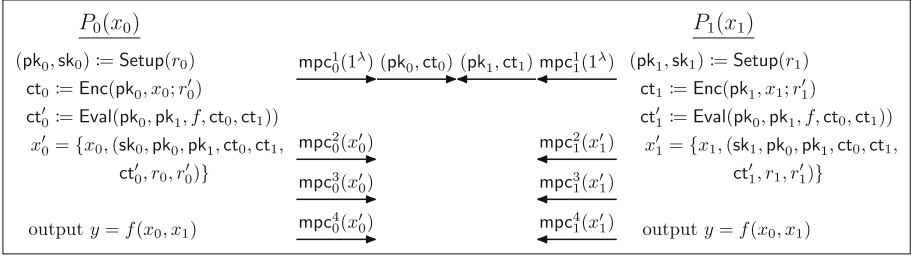 P_0(x_0) P_1(x_1)
(pk_0, sk_0) := Setup(r_0) mpc_0^1(1^λ) (pk_0, ct_0) (pk_1, ct_1) mpc_1^1(1^λ) (pk_1, sk_1) := Setup(r_1)
ct_0 := Enc(pk_0, x_0; r'_0) ct_1 := Enc(pk_1, x_1; r'_1)
ct'_0 := Eval(pk_0, pk_1, f, ct_0, ct_1)) ct'_1 := Eval(pk_0, pk_1, f, ct_0, ct_1))
x'_0 = {x_0, (sk_0, pk_0, pk_1, ct_0, ct_1, mpc_0^2(x'_0) mpc_1^2(x'_1) x'_1 = {x_1, (sk_1, pk_0, pk_1, ct_0, ct_1,
ct'_0, r_0, r'_0)} mpc_0^3(x'_0) mpc_1^3(x'_1) ct'_1, r_1, r'_1)}
output y = f(x_0, x_1) mpc_0^4(x'_0) mpc_1^4(x'_1) output y = f(x_0, x_1)